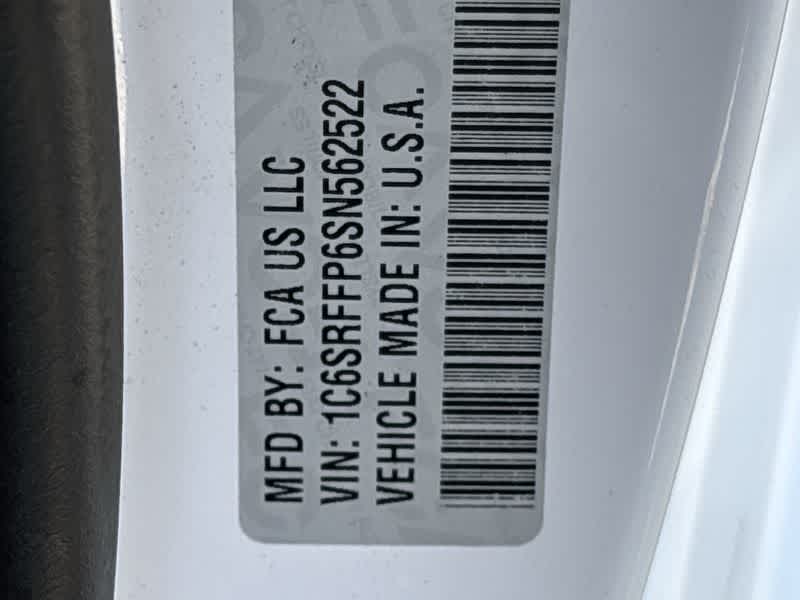 MFD BY: FCA US LLC
VIN: 1C6SRFFP6SN562522
VEHICLE MADE IN: U.S.A.